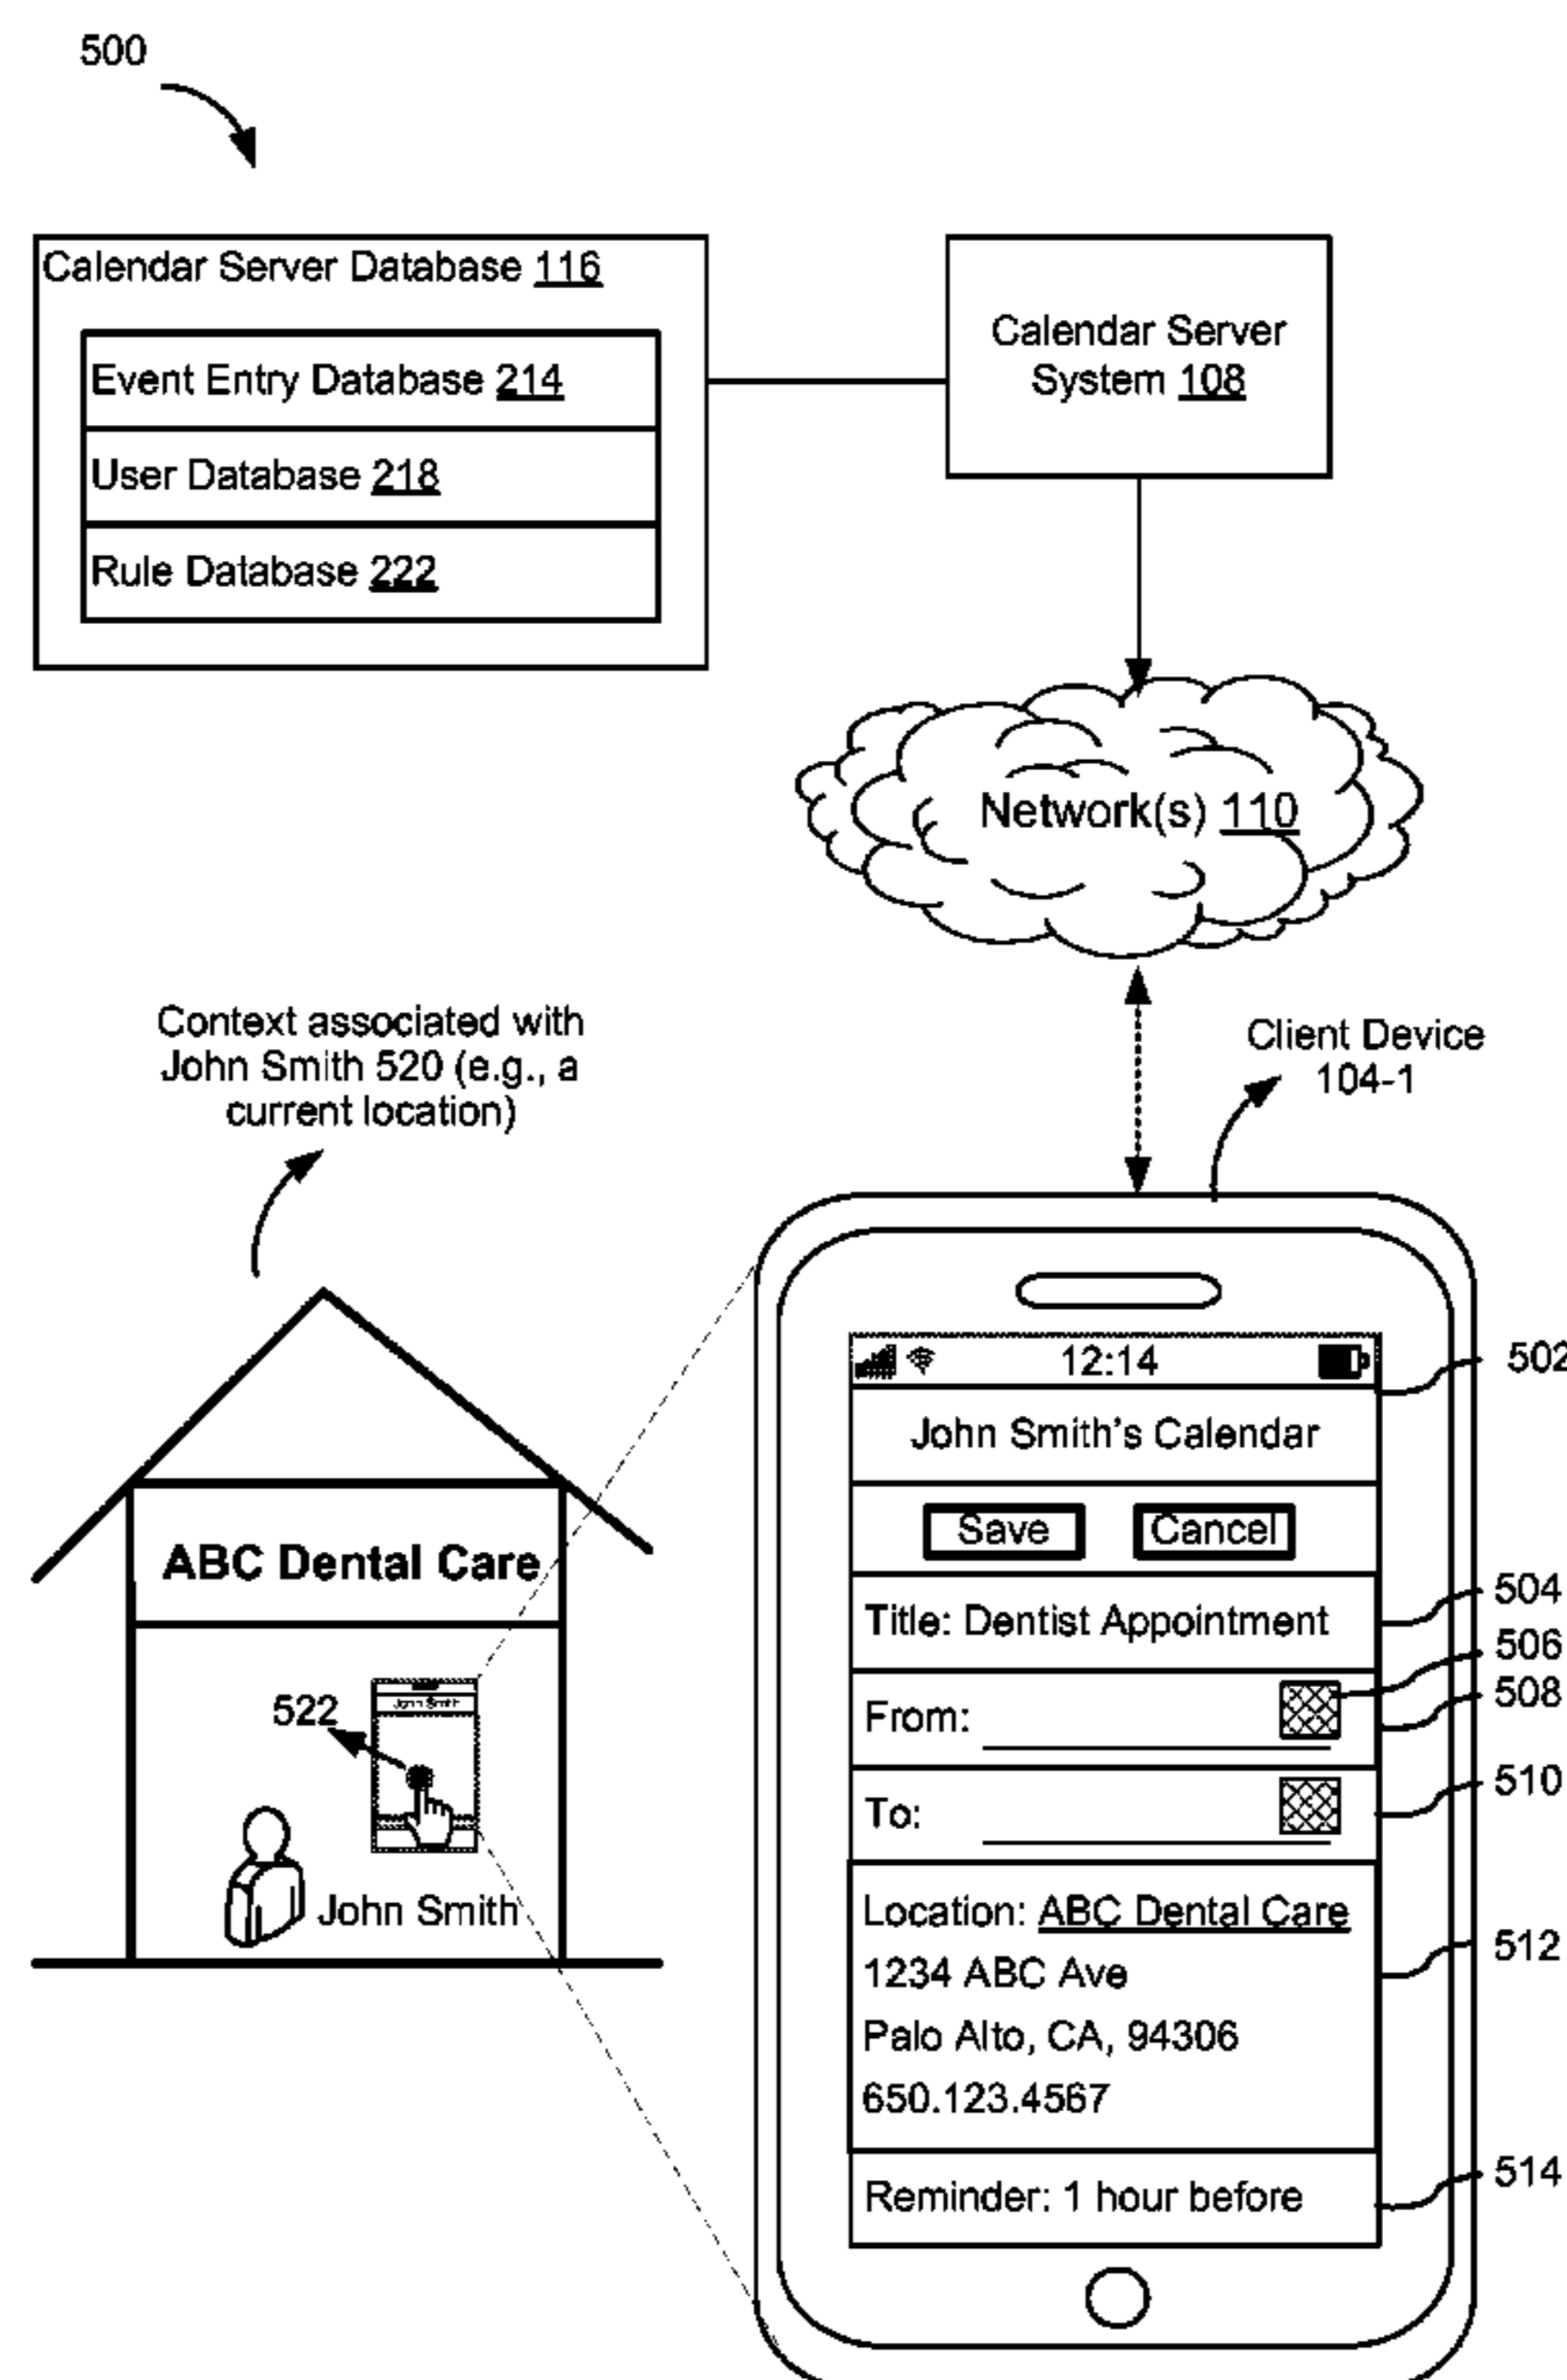 500
Calendar Server Database 116
Event Entry Database 214
User Database 218
Rule Database 222
Calendar Server
System 108
Network(s) 110
Context associated with
John Smith 520 (e.g., a
current location)
Client Device
104-1
ABC Dental Care
522
John Smith
John Smith
12:14
502
John Smith's Calendar
Save
Cancel
Title: Dentist Appointment
504
506
From:
508
To:
510
Location: ABC Dental Care
1234 ABC Ave
512
Palo Alto, CA, 94306
650.123.4567
Reminder: 1 hour before
514